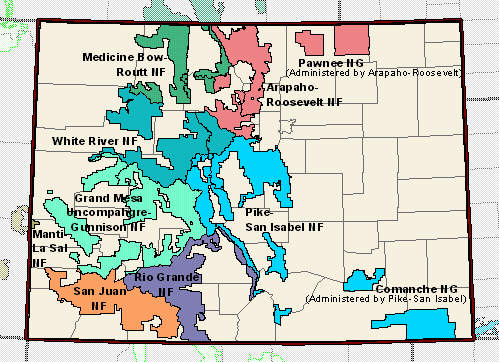 Medicine Bow-
Routt NF
Pawnee NG
(Administered by Arapaho-Roosevelt)
Arapaho-
Roosevelt NF
White River NF
Grand Mesa
Uncompahgre-
Gunnison NF
Manti-
La Sal
NF
Pike-
San Isabel NF
Rio Grande
NF
San Juan
NF
Comanche NG
(Administered by Pike-San Isabel)